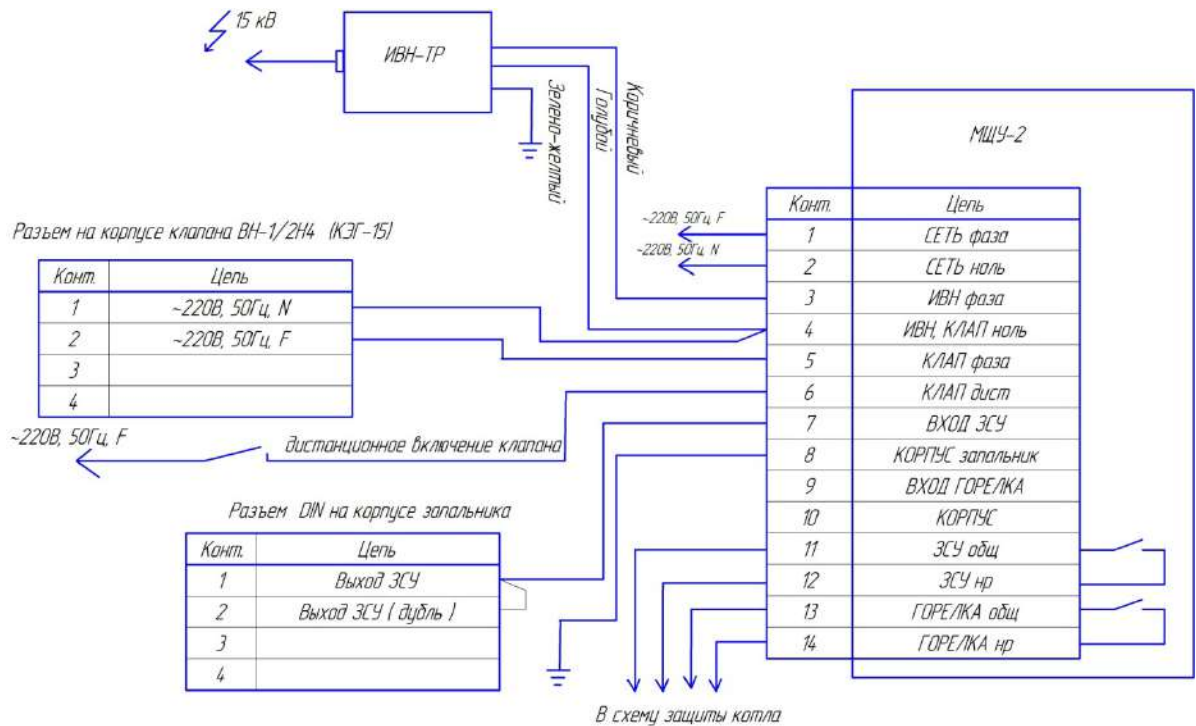 15 кВ
ИВН-ТР
Зелено-желтый
Голубой
Коричневый
МЩУ-2
Конт. Цепь
~220В, 50Гц, F
1 СЕТЬ фаза
~220В, 50Гц, N
2 СЕТЬ ноль
3 ИВН фаза
4 ИВН, КЛАП ноль
5 КЛАП фаза
6 КЛАП дист
7 ВХОД ЗСУ
8 КОРПУС запальник
9 ВХОД ГОРЕЛКА
10 КОРПУС
11 ЗСУ общ
12 ЗСУ нр
13 ГОРЕЛКА общ
14 ГОРЕЛКА нр
Разъем на корпусе клапана ВН-1/2Н4 (КЭГ-15)
Конт. Цепь
1 ~220В, 50Гц, N
2 ~220В, 50Гц, F
3
4
~220В, 50Гц, F
дистанционное включение клапана
Разъем DIN на корпусе запальника
Конт. Цепь
1 Выход ЗСУ
2 Выход ЗСУ ( дубль )
3
4
В схему защиты котла